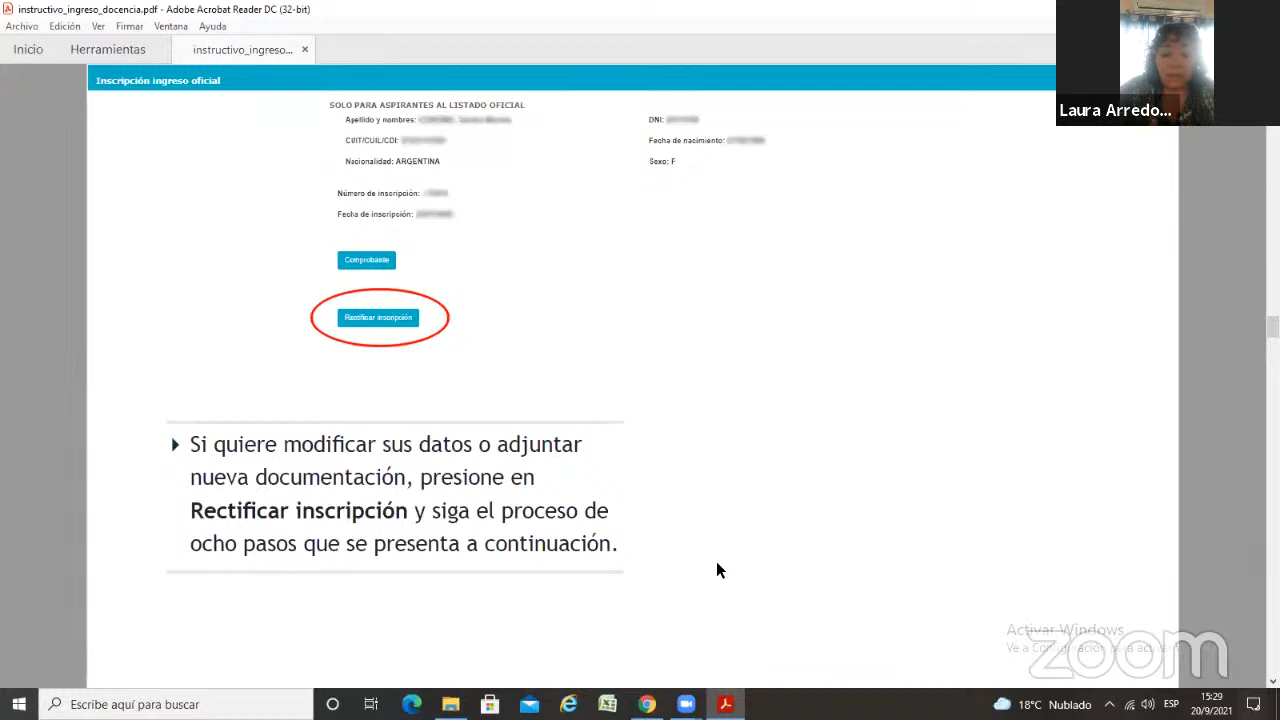 instructivo_ingreso_docencia.pdf - Adobe Acrobat Reader DC (32-bit)
Archivo Edición Ver Firmar Ventana Ayuda
Inicio Herramientas instructivo_ingreso... ×
Laura Arredo...
Inscripción ingreso oficial
SOLO PARA ASPIRANTES AL LISTADO OFICIAL
Apellido y nombres: DNI:
CUIT/CUIL/CDI: Fecha de nacimiento:
Nacionalidad: ARGENTINA Sexo: F
Número de inscripción:
Fecha de inscripción:
Comprobante
Rectificar inscripción
Si quiere modificar sus datos o adjuntar
nueva documentación, presione en
Rectificar inscripción y siga el proceso de
ocho pasos que se presenta a continuación.
Activar Windows
Ve a Configuración para activar
zoom
Escribe aquí para buscar
18°C Nublado ESP 15:29
20/9/2021